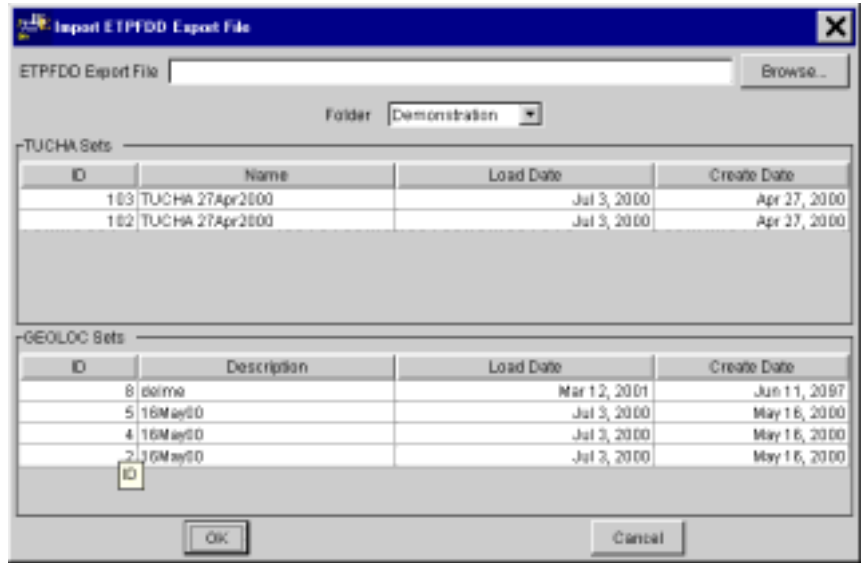 Import ETPFDD Export File
ETPFDD Export File Browse...
Folder Demonstration
TUCHA Sets
ID Name Load Date Create Date
103 TUCHA 27Apr2000 Jul 3, 2000 Apr 27, 2000
102 TUCHA 27Apr2000 Jul 3, 2000 Apr 27, 2000
GEOLOC Sets
ID Description Load Date Create Date
8 delme Mar 12, 2001 Jun 11, 2097
5 16May00 Jul 3, 2000 May 16, 2000
4 16May00 Jul 3, 2000 May 16, 2000
2 16May00 Jul 3, 2000 May 16, 2000
ID
OK Cancel